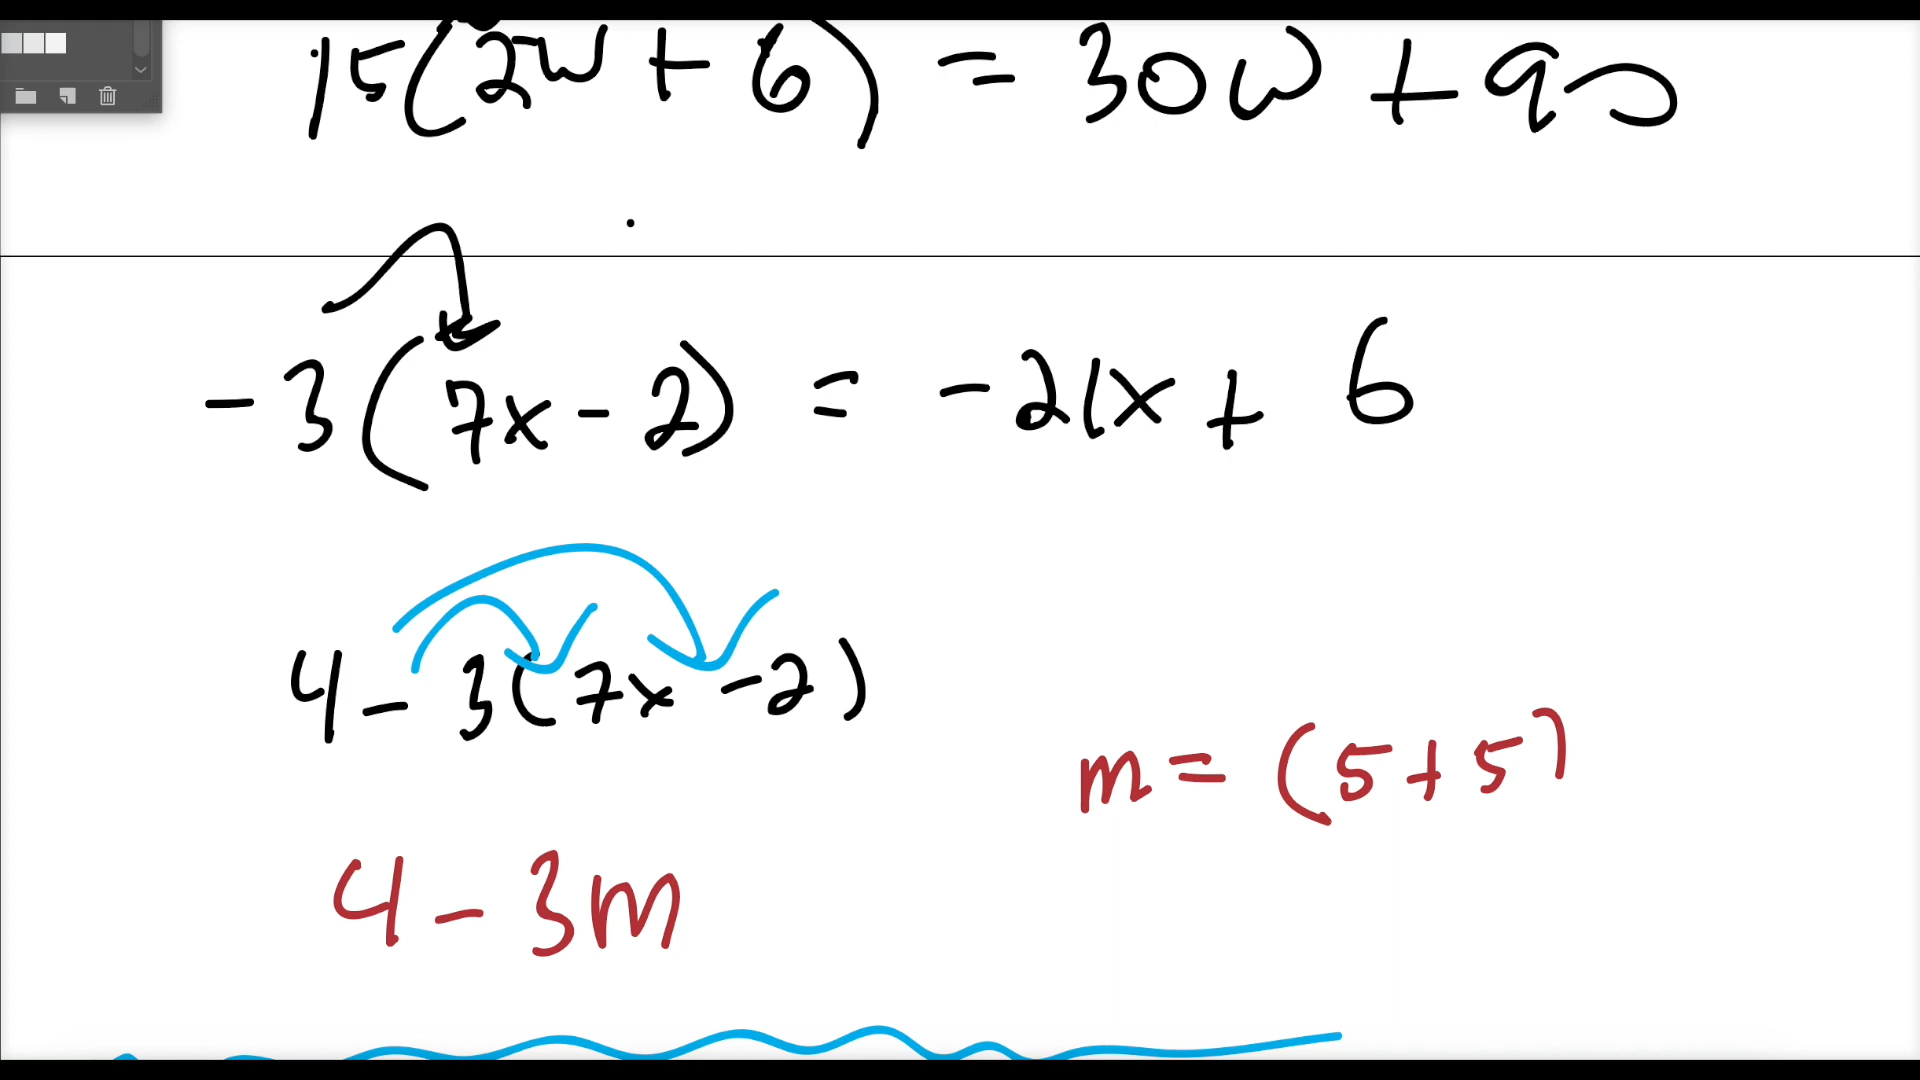 15(2w + 6) = 30w + 90
-3(7x - 2) = -21x + 6
4 - 3(7x - 2)
m = (5 + 5)
4 - 3m